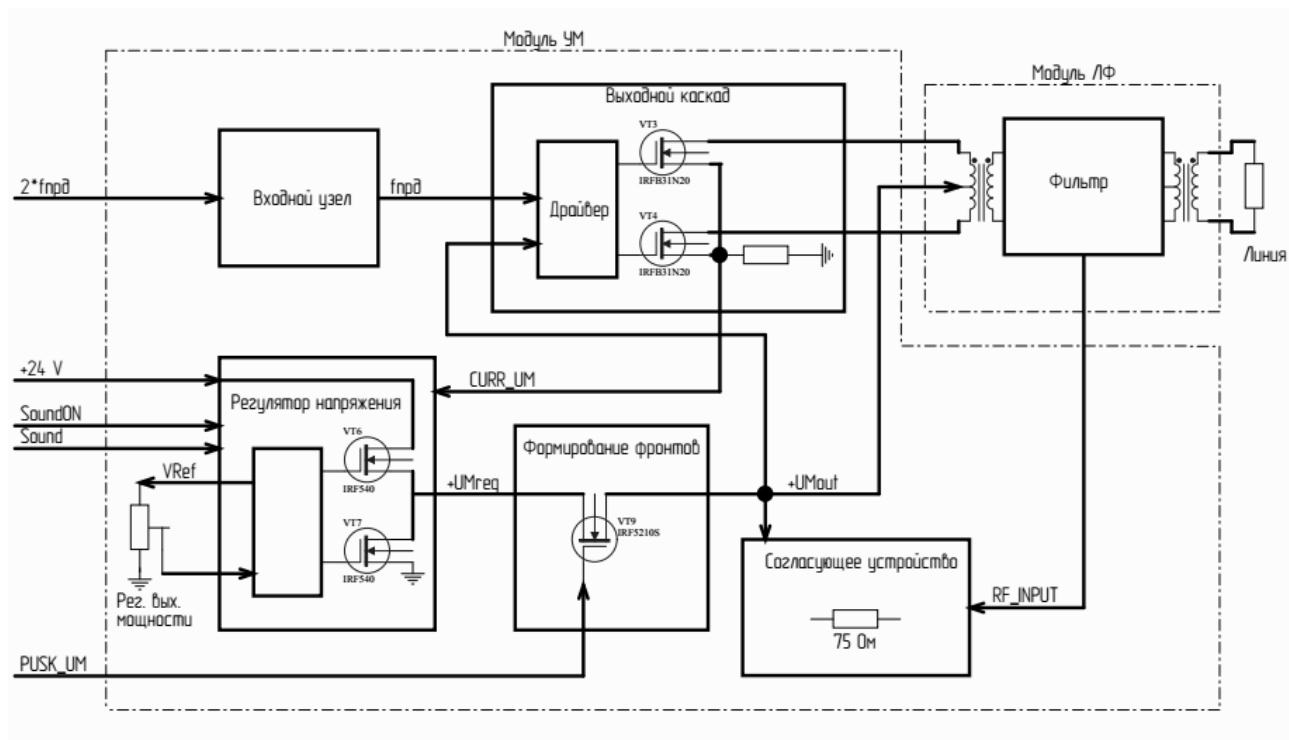 Модуль УМ
Модуль ЛФ
Выходной каскад
VT3
IRFB31N20
2*fпрд
Входной узел
fпрд
Драйвер
VT4
IRFB31N20
Фильтр
Линия
+24 V
CURR_UM
SoundON
Sound
Регулятор напряжения
VT6
IRF540
VRef
Формирование фронтов
+UMreg
+UMout
VT9
IRF5210S
VT7
IRF540
Согласующее устройство
Рег. вых.
мощности
RF_INPUT
75 Ом
PUSK_UM